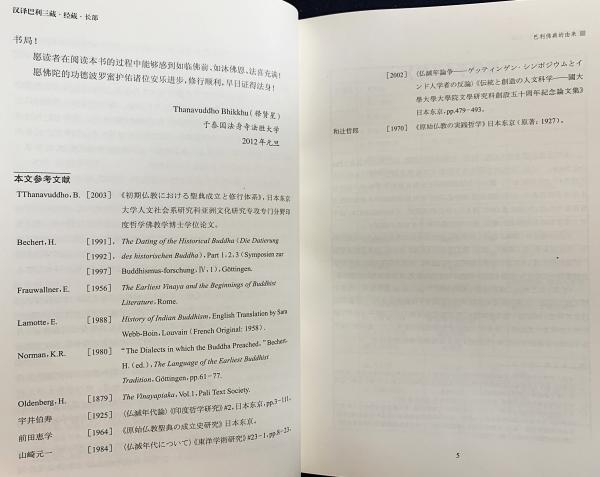 汉译巴利三藏·经藏·长部
书局！
愿读者在阅读本书的过程中能够感到如临佛前、如沐佛恩、法喜充满！
愿佛陀的功德波罗蜜护佑诸位安乐进步，修行顺利，早日证得法身！
Thanavuddho Bhikkhu（释贤星）
于泰国法身寺法胜大学
2012年元旦
本文参考文献
TThanavuddho, B. [2003] 《初期仏教における聖典成立と修行体系》，日本东京
大学人文社会系研究科亚洲文化研究专攻专门分野印
度哲学佛教学博士学位论文。
Bechert, H. [1991], The Dating of the Historical Buddha (Die Datierung
[1992], des historischen Buddha), Part 1, 2, 3 (Symposien zur
[1997] Buddhismus-forschung, IV, 1), Göttingen.
Frauwallner, E. [1956] The Earliest Vinaya and the Beginnings of Buddhist
Literature, Rome.
Lamotte, E. [1988] History of Indian Buddhism, English Translation by Sara
Webb-Boin, Louvain (French Original: 1958).
Norman, K.R. [1980] "The Dialects in which the Buddha Preached," Becher-
H. (ed.), The Language of the Earliest Buddhist
Tradition, Göttingen, pp.61-77.
Oldenberg, H. [1879] The Vinayapiṭaka, Vol.1, Pali Text Society.
宇井伯寿 [1925] 〈仏滅年代論〉《印度哲学研究》#2，日本东京，pp.3-111.
前田恵学 [1964] 《原始仏教聖典の成立史研究》日本东京。
山崎元一 [1984] 〈仏滅年代について〉《東洋学術研究》#23-1，pp.8-23.
巴利佛典的由来
[2002] 〈仏滅年論争——ゲッティンゲン・シンポジウムとイ
ンド人学者の反論〉《伝統と創造の人文科学——國大
學大學大學院文學研究科創設五十周年紀念論文集》
日本东京，pp.479-493。
和辻哲郎 [1970] 《原始仏教の実践哲学》日本东京（原著：1927）。
5